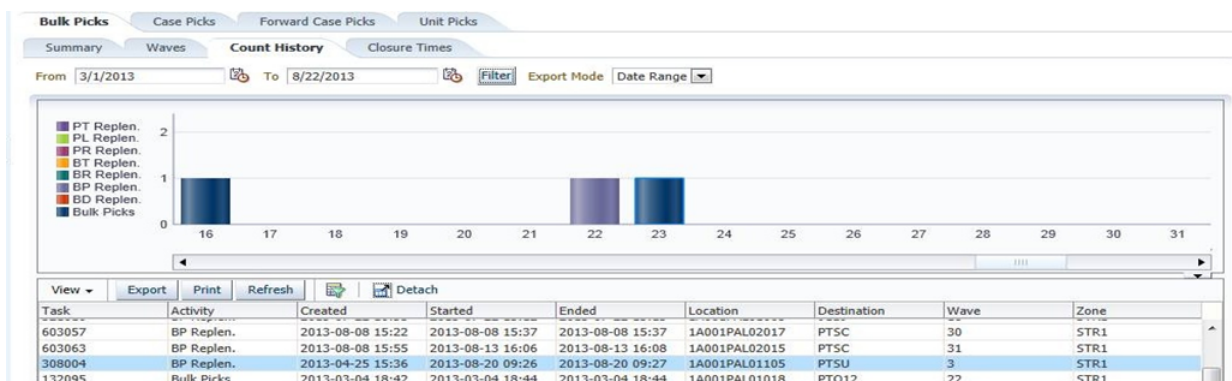 Bulk Picks Case Picks Forward Case Picks Unit Picks
Summary Waves Count History Closure Times
From 3/1/2013 To 8/22/2013 Filter Export Mode Date Range
PT Replen.
PL Replen.
PR Replen.
BT Replen.
BR Replen.
BP Replen.
BD Replen.
Bulk Picks
2
1
0
16 17 18 19 20 21 22 23 24 25 26 27 28 29 30 31
View Export Print Refresh Detach
Task Activity Created Started Ended Location Destination Wave Zone
603057 BP Replen. 2013-08-08 15:22 2013-08-08 15:37 2013-08-08 15:37 1A001PAL02017 PTSC 30 STR1
603063 BP Replen. 2013-08-08 15:55 2013-08-13 16:06 2013-08-13 16:08 1A001PAL02015 PTSC 31 STR1
308004 BP Replen. 2013-04-25 15:36 2013-08-20 09:26 2013-08-20 09:27 1A001PAL01105 PTSU 3 STR1
132095 Bulk Picks 2013-03-04 18:42 2013-03-04 18:44 2013-03-04 18:44 1A001PAL01018 PTO12 22 STR1